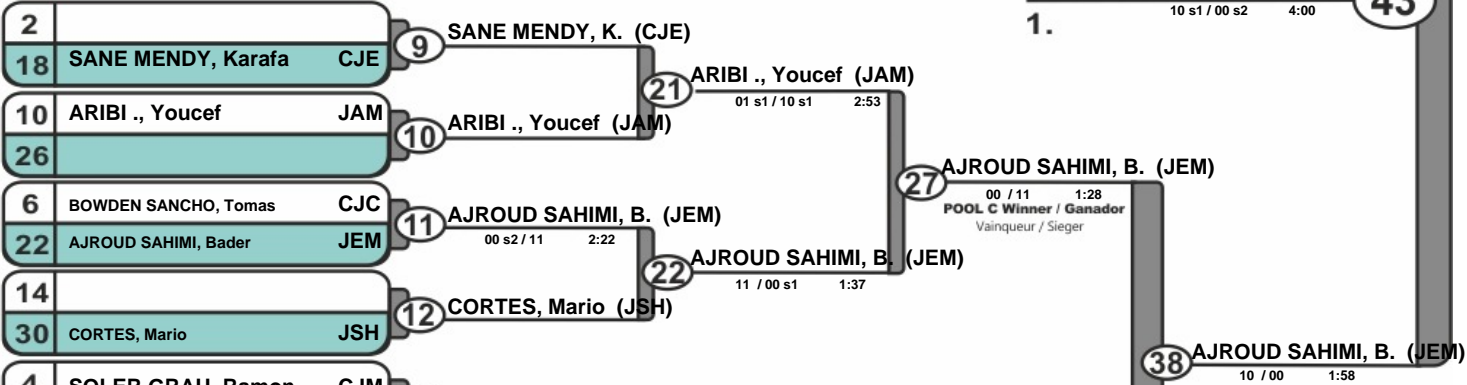 10 s1 / 00 s2 4:00
43
1.
2
18 SANE MENDY, Karafa CJE
9
SANE MENDY, K. (CJE)
10 ARIBI ., Youcef JAM
26
10
ARIBI ., Youcef (JAM)
21
ARIBI ., Youcef (JAM)
01 s1 / 10 s1 2:53
6 BOWDEN SANCHO, Tomas CJC
22 AJROUD SAHIMI, Bader JEM
11
AJROUD SAHIMI, B. (JEM)
00 s2 / 11 2:22
14
30 CORTES, Mario JSH
12
CORTES, Mario (JSH)
22
AJROUD SAHIMI, B. (JEM)
11 / 00 s1 1:37
27
AJROUD SAHIMI, B. (JEM)
00 / 11 1:28
POOL C Winner / Ganador
Vainqueur / Sieger
38
AJROUD SAHIMI, B. (JEM)
10 / 00 1:58
4 SOLER GRAU, Ramon CJM